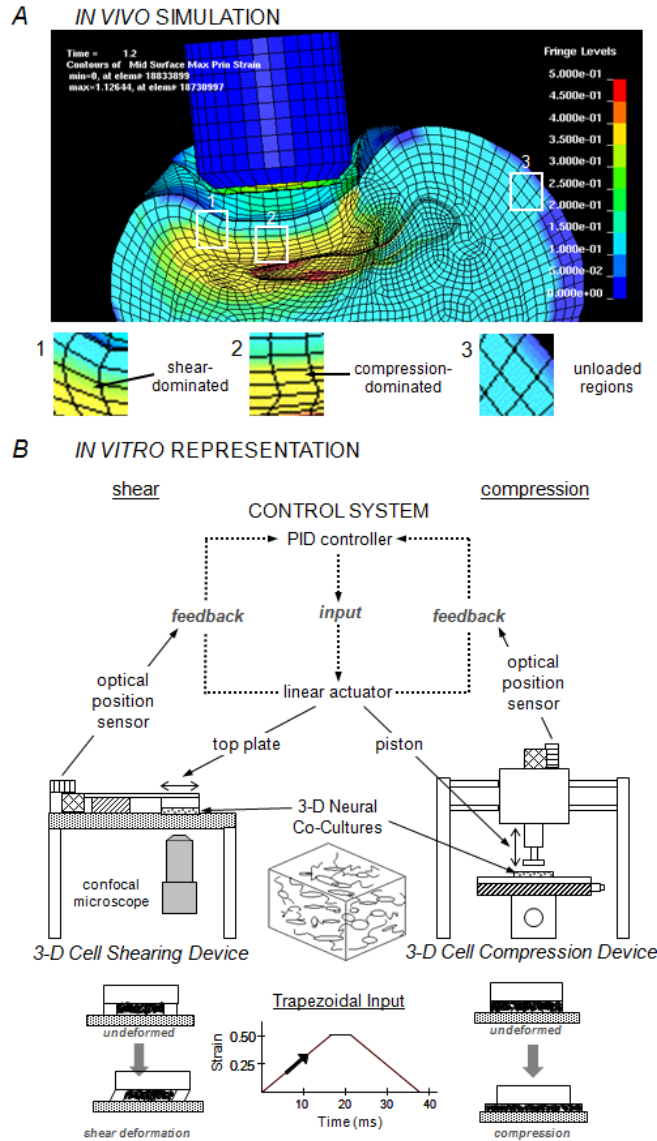 A IN VIVO SIMULATION
Time = 1.2
Contours of Mid Surface Max Prin Strain
min=0, at elem# 18833899
max=1.12644, at elem# 18730997
Fringe Levels
5.000e-01
4.500e-01
4.000e-01
3.500e-01
3.000e-01
2.500e-01
2.000e-01
1.500e-01
1.000e-01
5.000e-02
0.000e+00
1
2
3
1
shear-
dominated
2
compression-
dominated
3
unloaded
regions
B IN VITRO REPRESENTATION
shear
compression
CONTROL SYSTEM
PID controller
feedback
input
feedback
optical
position
sensor
linear actuator
optical
position
sensor
top plate
piston
3-D Neural
Co-Cultures
confocal
microscope
3-D Cell Shearing Device
3-D Cell Compression Device
undeformed
shear deformation
Trapezoidal Input
Strain
0.50
0.25
0
10
20
30
40
Time (ms)
undeformed
compression